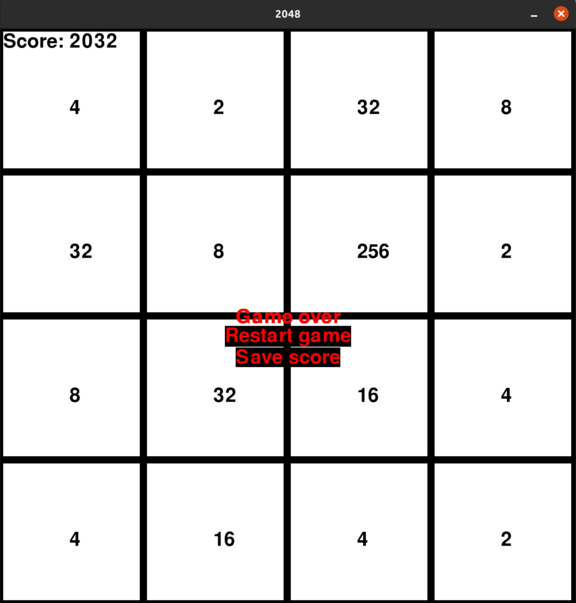 2048
Score: 2032
4 2 32 8
32 8 256 2
Game over
Restart game
Save score
8 32 16 4
4 16 4 2